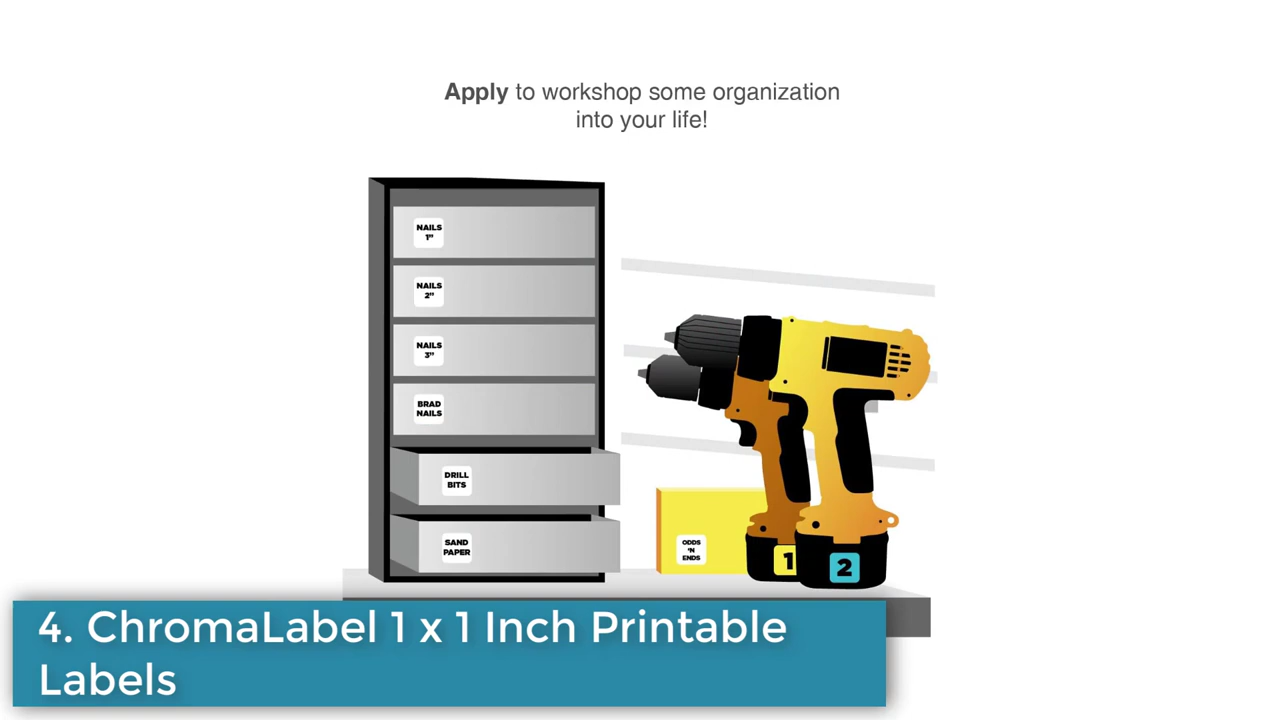 Apply to workshop some organization
into your life!
NAILS
1"
NAILS
2"
NAILS
3"
BRAD
NAILS
DRILL
BITS
SAND
PAPER
ODDS
'N
ENDS
1
2
4. ChromaLabel 1 x 1 Inch Printable
Labels